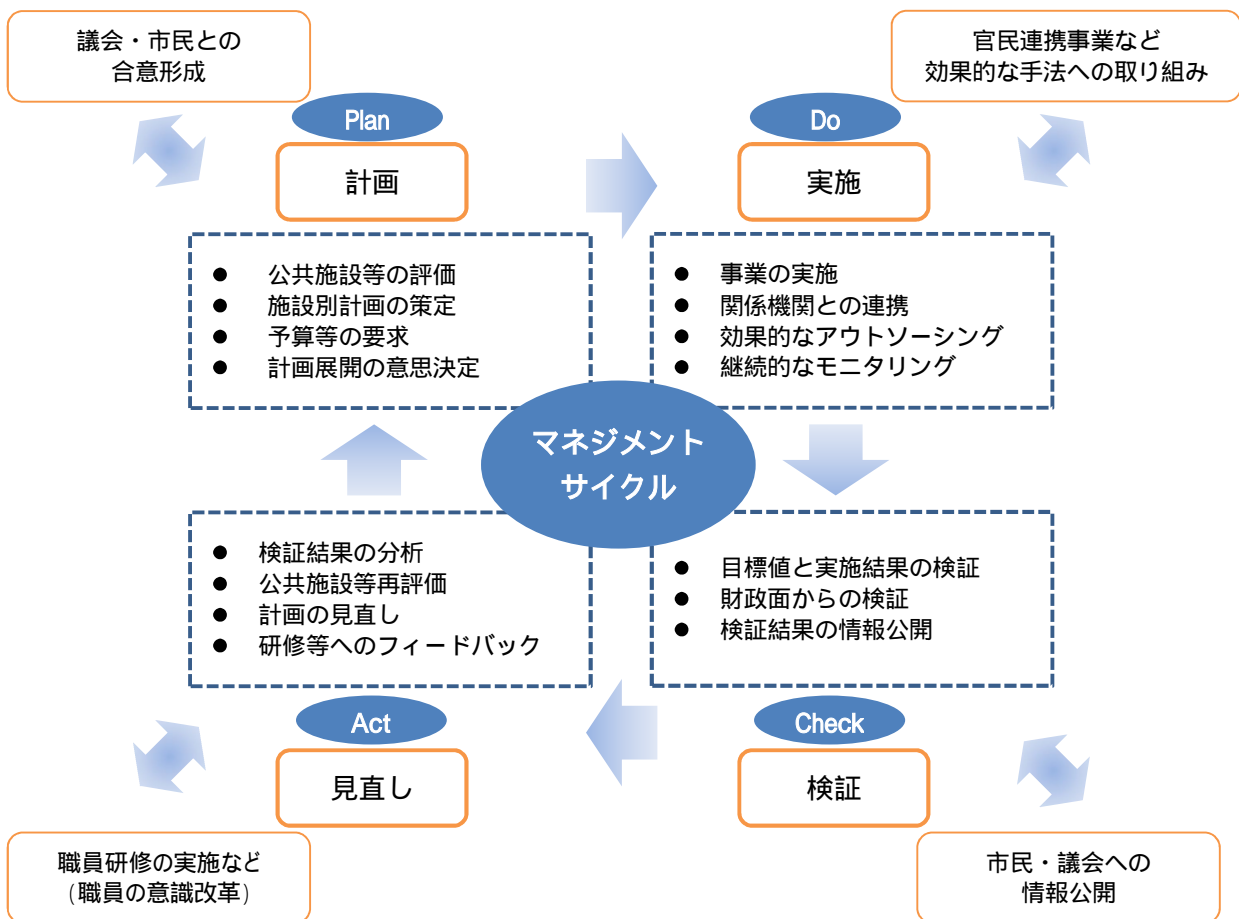 議会・市民との
合意形成
官民連携事業など
効果的な手法への取り組み
Plan
計画
Do
実施
● 公共施設等の評価
● 施設別計画の策定
● 予算等の要求
● 計画展開の意思決定
● 事業の実施
● 関係機関との連携
● 効果的なアウトソーシング
● 継続的なモニタリング
マネジメント
サイクル
● 検証結果の分析
● 公共施設等再評価
● 計画の見直し
● 研修等へのフィードバック
● 目標値と実施結果の検証
● 財政面からの検証
● 検証結果の情報公開
Act
見直し
Check
検証
職員研修の実施など
(職員の意識改革)
市民・議会への
情報公開